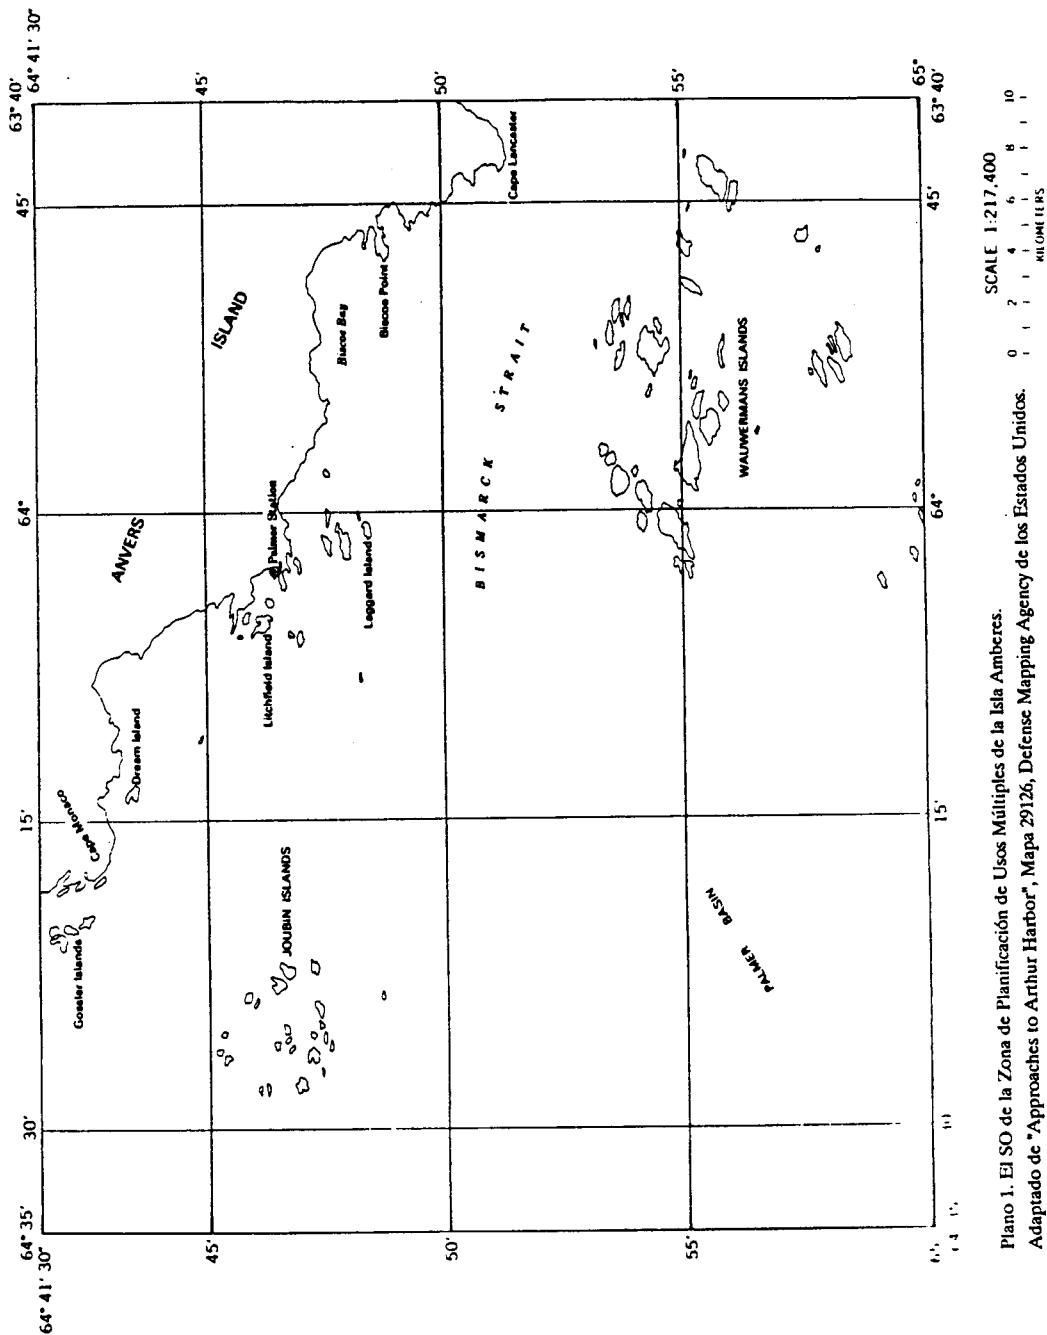 64° 35'
30'
15'
64°
45'
63° 40'
64° 41' 30"
64° 41' 30"
Gossler Islands
Cape Monaco
Dream Island
ANVERS
ISLAND
45'
45'
JOUBIN ISLANDS
Litchfield Island
Palmer Station
Laggard Island
Biscoe Bay
Biscoe Point
50'
50'
BISMARCK STRAIT
Cape Lancaster
55'
55'
PALMER BASIN
WAUWERMANS ISLANDS
15'
64°
45'
63° 40'
65°
SCALE 1:217,400
0 2 4 6 8 10
KILOMETERS
Plano 1. El SO de la Zona de Planificación de Usos Múltiples de la Isla Amberes.
Adaptado de "Approaches to Arthur Harbor", Mapa 29126, Defense Mapping Agency de los Estados Unidos.